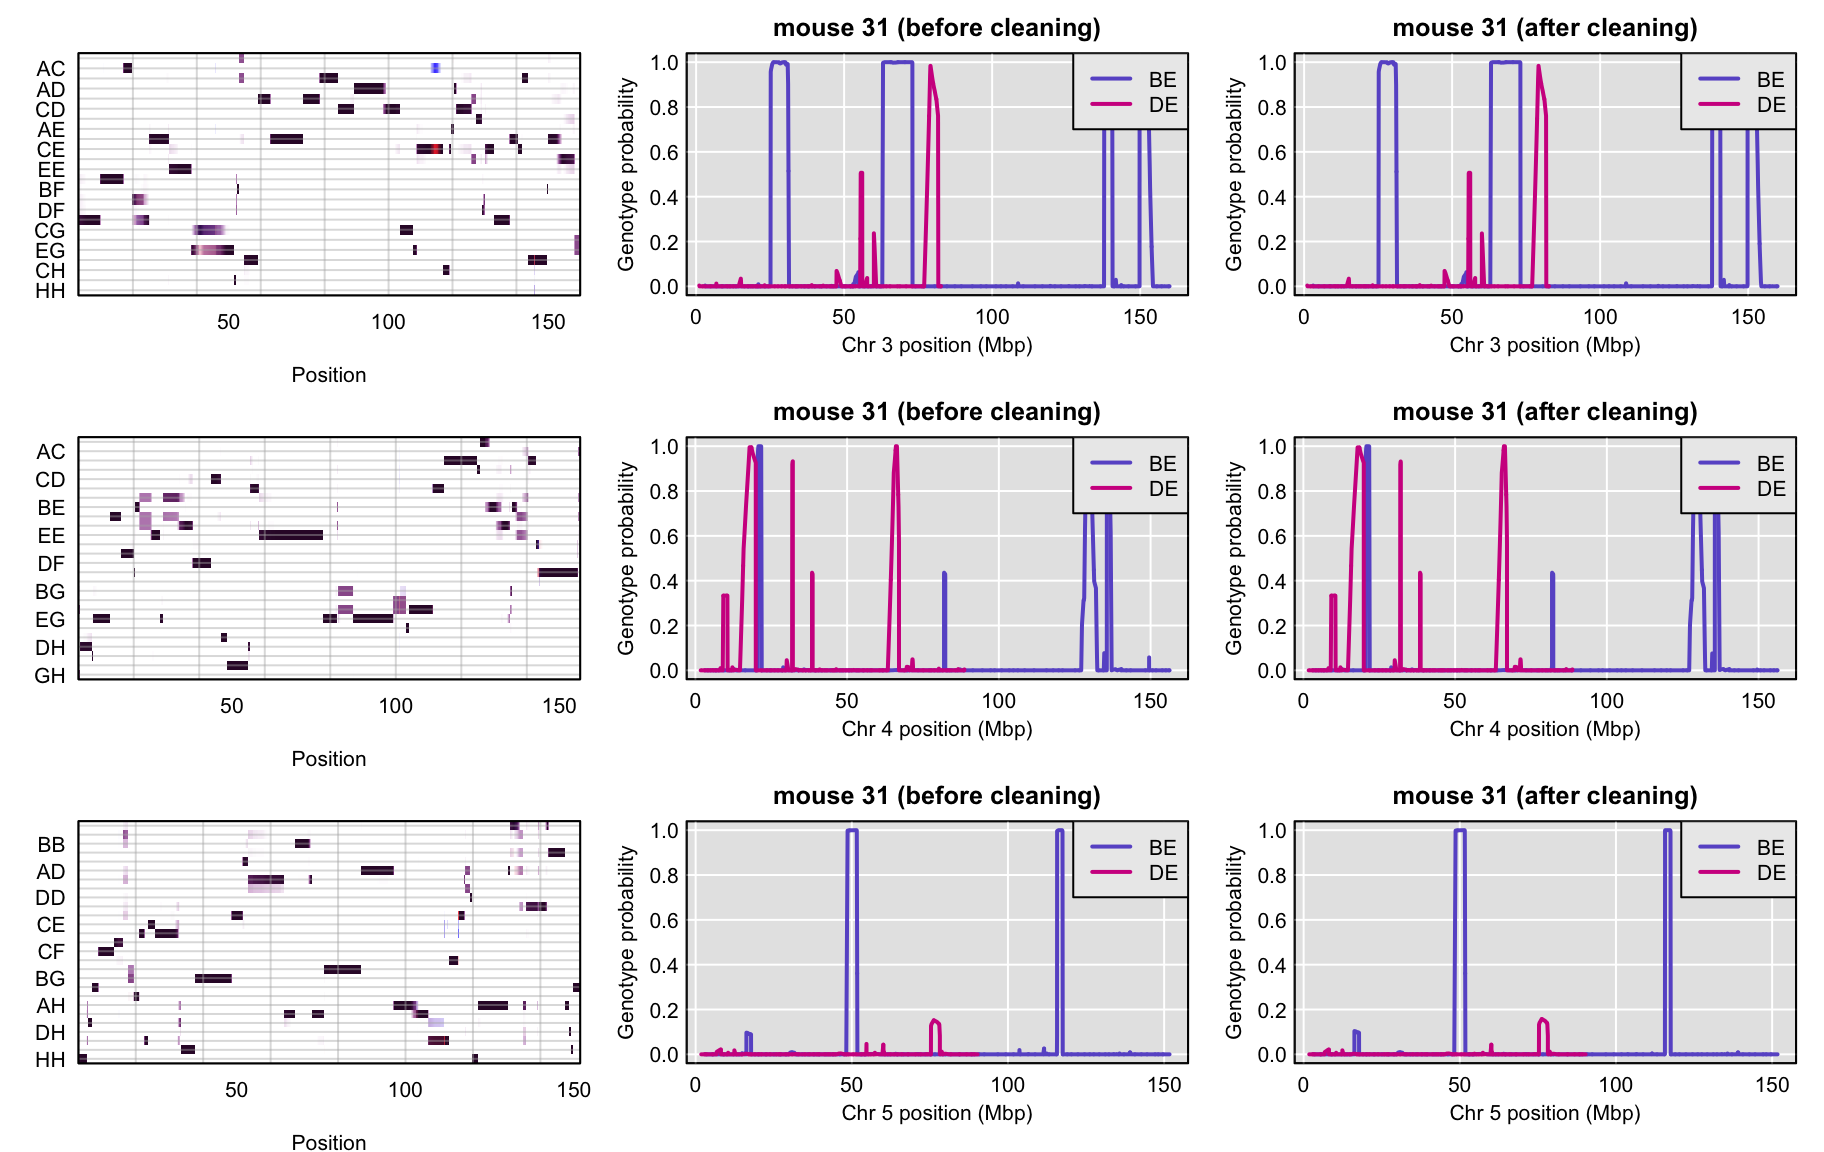 AC
AD
CD
AE
CE
EE
BF
DF
CG
EG
CH
HH
50 100 150
Position
mouse 31 (before cleaning)
Genotype probability
1.0
0.8
0.6
0.4
0.2
0.0
BE
DE
0 50 100 150
Chr 3 position (Mbp)
mouse 31 (after cleaning)
Genotype probability
1.0
0.8
0.6
0.4
0.2
0.0
BE
DE
0 50 100 150
Chr 3 position (Mbp)
AC
CD
BE
EE
DF
BG
EG
DH
GH
50 100 150
Position
mouse 31 (before cleaning)
Genotype probability
1.0
0.8
0.6
0.4
0.2
0.0
BE
DE
0 50 100 150
Chr 4 position (Mbp)
mouse 31 (after cleaning)
Genotype probability
1.0
0.8
0.6
0.4
0.2
0.0
BE
DE
0 50 100 150
Chr 4 position (Mbp)
BB
AD
DD
CE
CF
BG
AH
DH
HH
50 100 150
Position
mouse 31 (before cleaning)
Genotype probability
1.0
0.8
0.6
0.4
0.2
0.0
BE
DE
0 50 100 150
Chr 5 position (Mbp)
mouse 31 (after cleaning)
Genotype probability
1.0
0.8
0.6
0.4
0.2
0.0
BE
DE
0 50 100 150
Chr 5 position (Mbp)